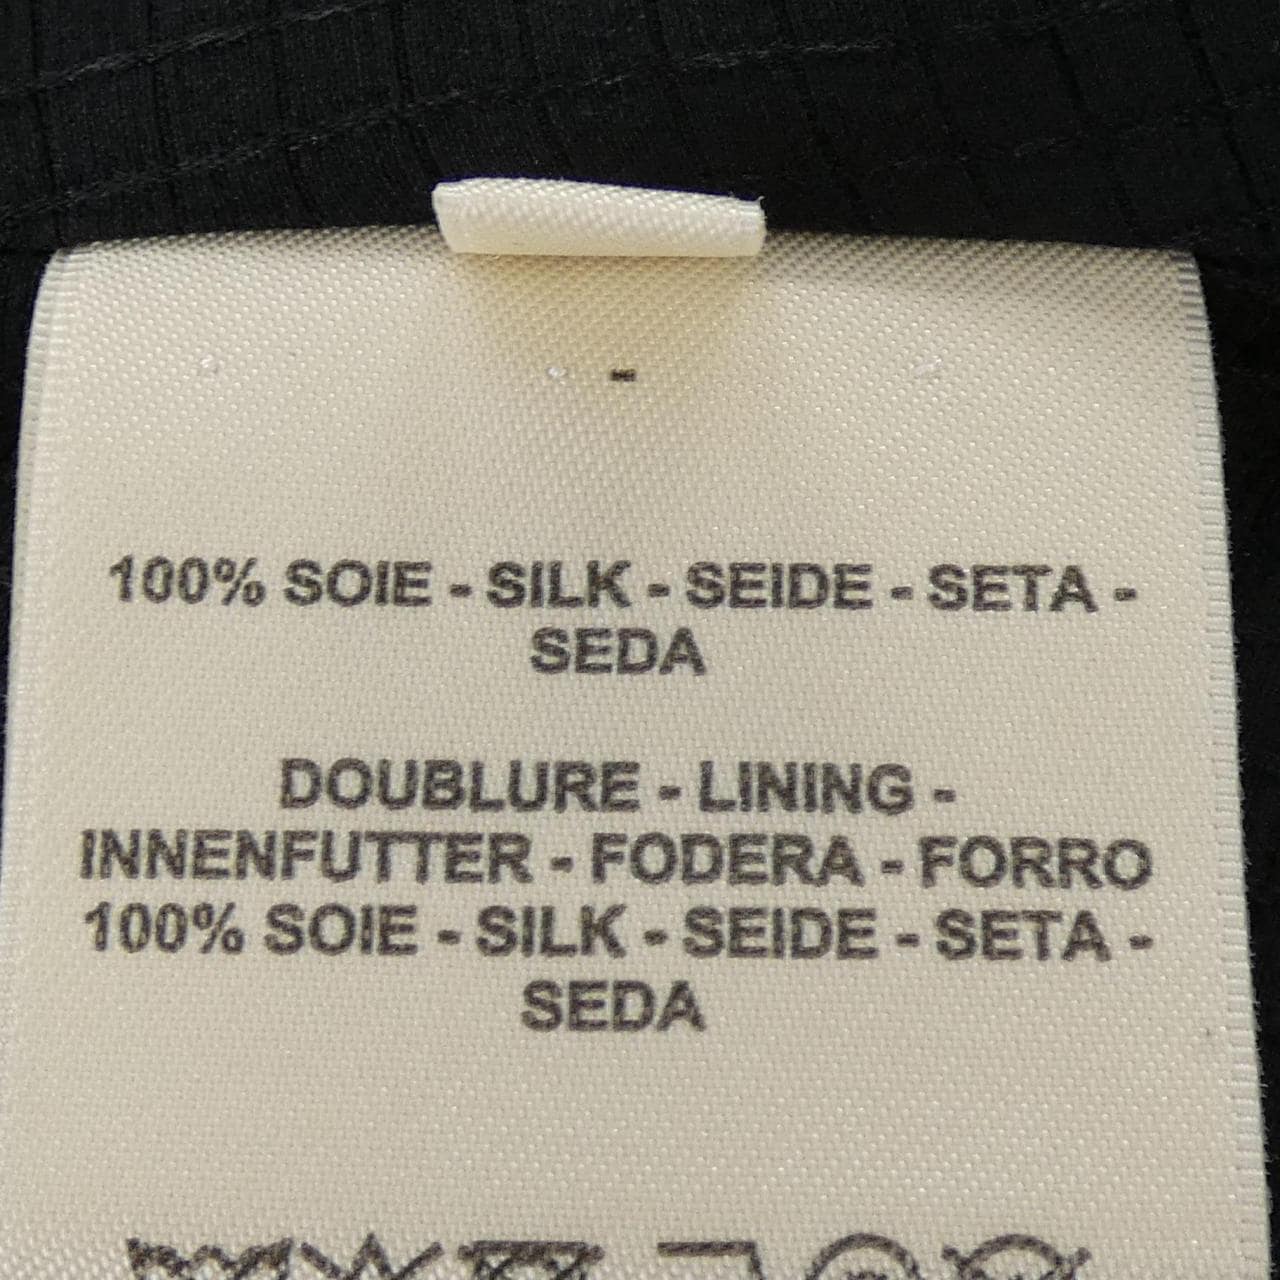 -
100% SOIE - SILK - SEIDE - SETA -
SEDA
DOUBLURE - LINING -
INNENFUTTER - FODERA - FORRO
100% SOIE - SILK - SEIDE - SETA -
SEDA